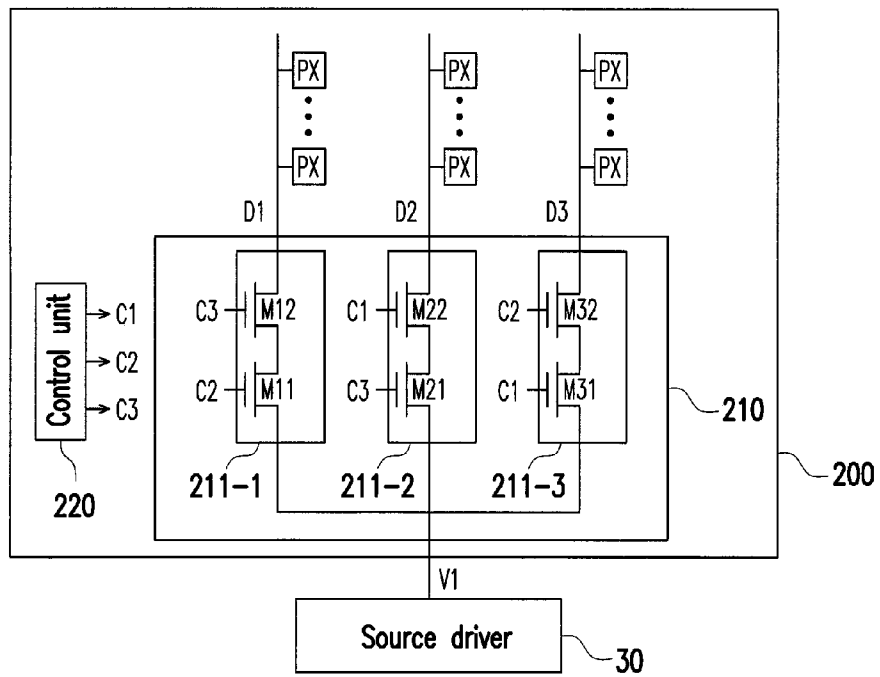 PX PX PX
PX PX PX
D1 D2 D3
Control unit
C1
C2
C3
C3 M12 C1 M22 C2 M32
C2 M11 C3 M21 C1 M31
210
211-1 211-2 211-3
220
200
V1
Source driver
30